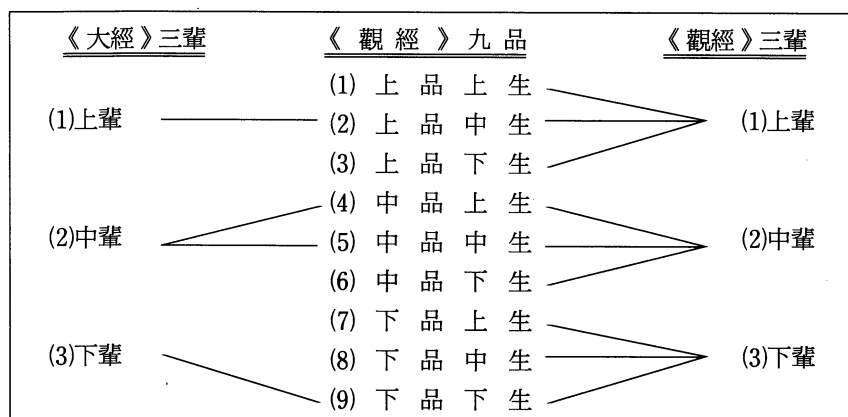 《大經》三輩 《觀經》九品 《觀經》三輩
(1) 上品上生
(1)上輩 (2) 上品中生 (1)上輩
(3) 上品下生
(4) 中品上生
(2)中輩 (5) 中品中生 (2)中輩
(6) 中品下生
(7) 下品上生
(3)下輩 (8) 下品中生 (3)下輩
(9) 下品下生